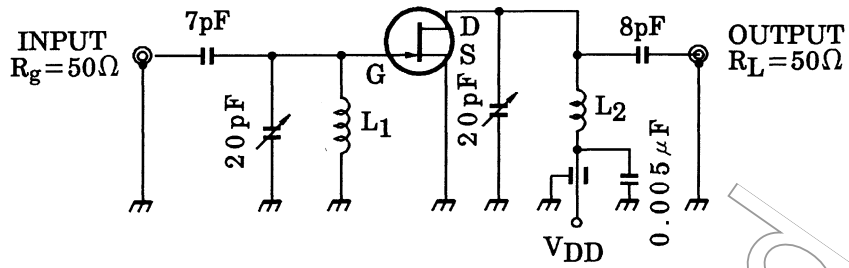 7pF
INPUT
Rg=50Ω
20pF
L1
G
D
S
20pF
L2
8pF
OUTPUT
RL=50Ω
0.005μF
VDD